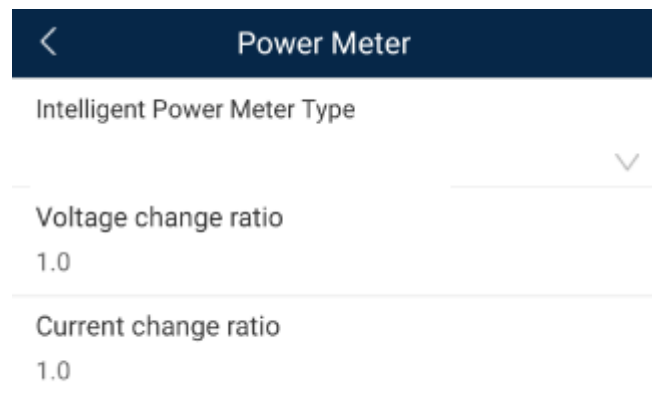 Power Meter
Intelligent Power Meter Type
Voltage change ratio
1.0
Current change ratio
1.0